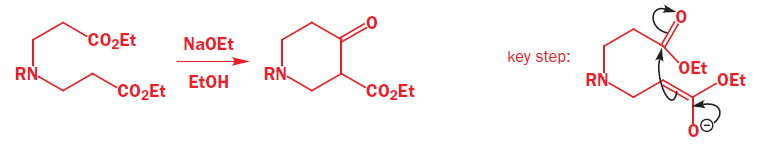 CO2Et
RN
CO2Et
NaOEt
EtOH
O
RN
CO2Et
key step:
O
OEt
RN
OEt
O⊖